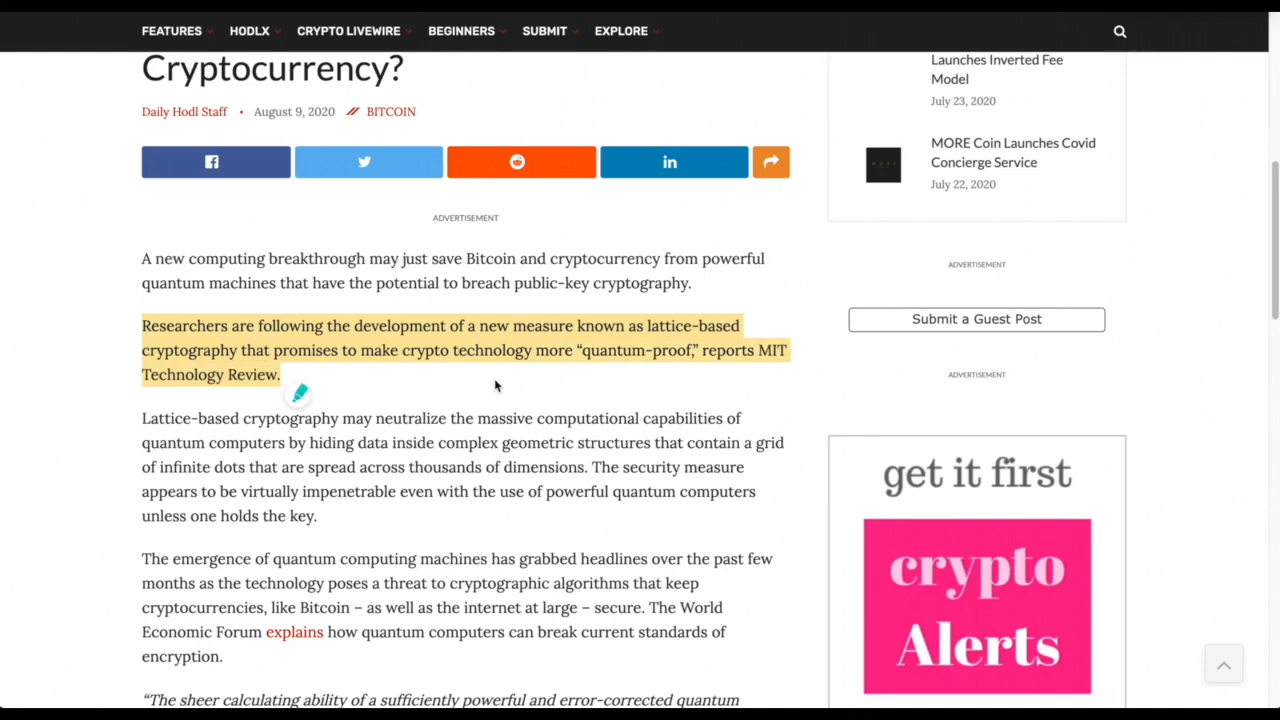 FEATURES HODLX CRYPTO LIVEWIRE BEGINNERS SUBMIT EXPLORE
Cryptocurrency?
Daily Hodl Staff • August 9, 2020 // BITCOIN
ADVERTISEMENT
A new computing breakthrough may just save Bitcoin and cryptocurrency from powerful
quantum machines that have the potential to breach public-key cryptography.
Researchers are following the development of a new measure known as lattice-based
cryptography that promises to make crypto technology more “quantum-proof,” reports MIT
Technology Review.
Lattice-based cryptography may neutralize the massive computational capabilities of
quantum computers by hiding data inside complex geometric structures that contain a grid
of infinite dots that are spread across thousands of dimensions. The security measure
appears to be virtually impenetrable even with the use of powerful quantum computers
unless one holds the key.
The emergence of quantum computing machines has grabbed headlines over the past few
months as the technology poses a threat to cryptographic algorithms that keep
cryptocurrencies, like Bitcoin – as well as the internet at large – secure. The World
Economic Forum explains how quantum computers can break current standards of
encryption.
“The sheer calculating ability of a sufficiently powerful and error-corrected quantum
Launches Inverted Fee
Model
July 23, 2020
MORE Coin Launches Covid
Concierge Service
July 22, 2020
ADVERTISEMENT
Submit a Guest Post
ADVERTISEMENT
get it first
crypto
Alerts